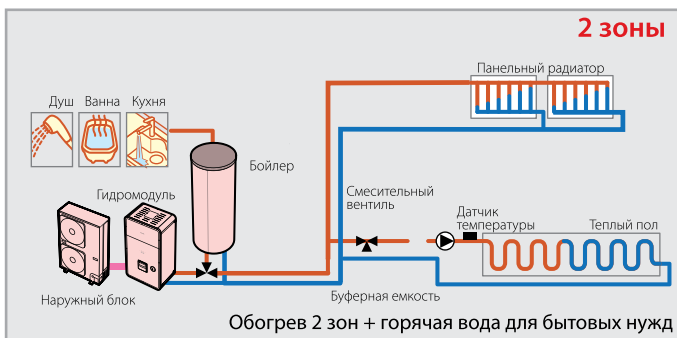 2 зоны
Панельный радиатор
Душ Ванна Кухня
Бойлер
Гидромодуль
Смесительный
вентиль
Датчик
температуры
Теплый пол
Наружный блок
Буферная емкость
Обогрев 2 зон + горячая вода для бытовых нужд